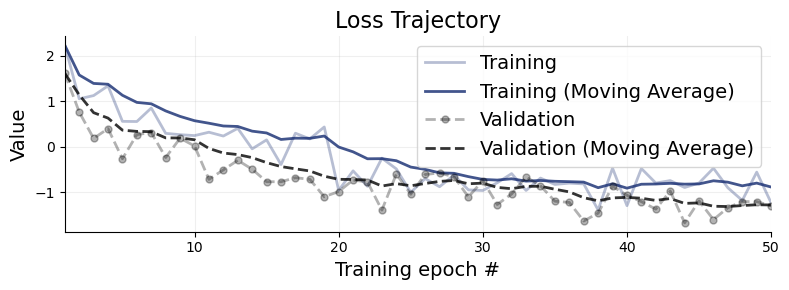 Loss Trajectory
Value
2
1
0
−1
Training
Training (Moving Average)
Validation
Validation (Moving Average)
10
20
30
40
50
Training epoch #